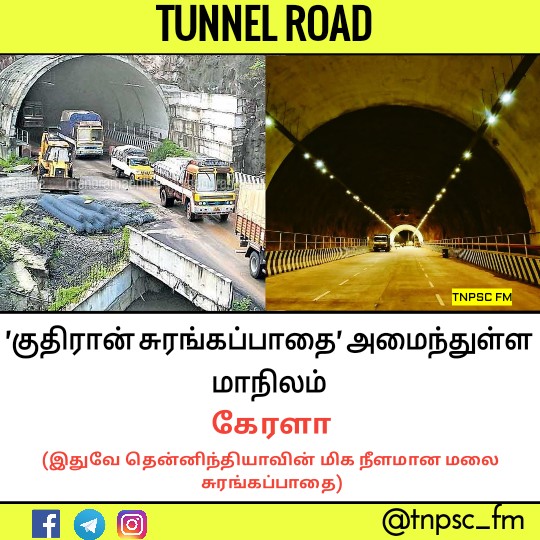 TUNNEL ROAD
TNPSC FM
'குதிரான் சுரங்கப்பாதை' அமைந்துள்ள
மாநிலம்
கேரளா
(இதுவே தென்னிந்தியாவின் மிக நீளமான மலை
சுரங்கப்பாதை)
@tnpsc_fm